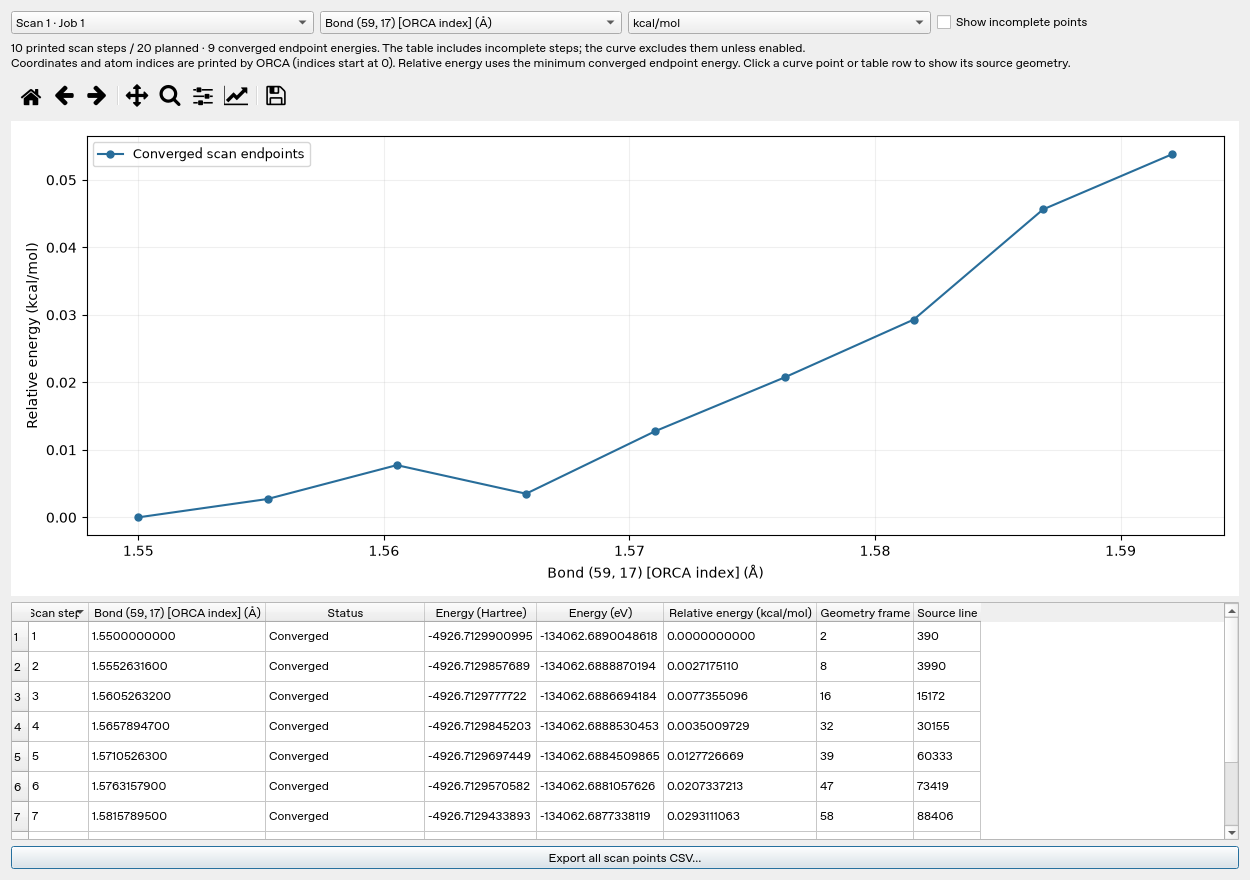 Scan 1 · Job 1 Bond (59, 17) [ORCA index] (Å) kcal/mol Show incomplete points
10 printed scan steps / 20 planned · 9 converged endpoint energies. The table includes incomplete steps; the curve excludes them unless enabled.
Coordinates and atom indices are printed by ORCA (indices start at 0). Relative energy uses the minimum converged endpoint energy. Click a curve point or table row to show its source geometry.
Converged scan endpoints
Relative energy (kcal/mol)
0.05
0.04
0.03
0.02
0.01
0.00
1.55 1.56 1.57 1.58 1.59
Bond (59, 17) [ORCA index] (Å)
Scan step Bond (59, 17) [ORCA index] (Å) Status Energy (Hartree) Energy (eV) Relative energy (kcal/mol) Geometry frame Source line
1 1 1.5500000000 Converged -4926.7129900995 -134062.6890048618 0.0000000000 2 390
2 2 1.5552631600 Converged -4926.7129857689 -134062.6888870194 0.0027175110 8 3990
3 3 1.5605263200 Converged -4926.7129777722 -134062.6886694184 0.0077355096 16 15172
4 4 1.5657894700 Converged -4926.7129845203 -134062.6888530453 0.0035009729 32 30155
5 5 1.5710526300 Converged -4926.7129697449 -134062.6884509865 0.0127726669 39 60333
6 6 1.5763157900 Converged -4926.7129570582 -134062.6881057626 0.0207337213 47 73419
7 7 1.5815789500 Converged -4926.7129433893 -134062.6877338119 0.0293111063 58 88406
Export all scan points CSV...